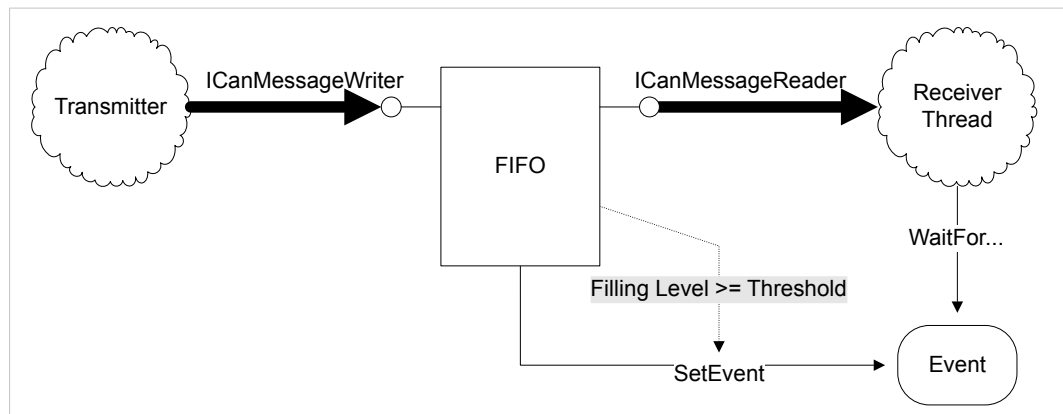 ICanMessageWriter
ICanMessageReader
Transmitter
Receiver
Thread
FIFO
WaitFor...
Filling Level >= Threshold
SetEvent
Event